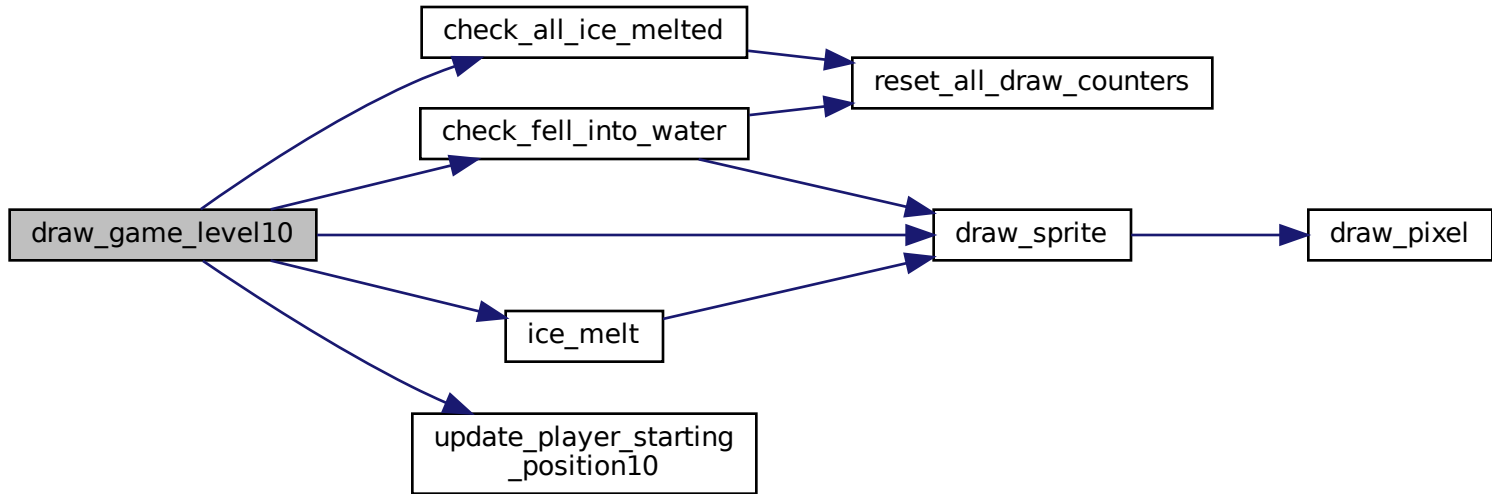 check_all_ice_melted
reset_all_draw_counters
check_fell_into_water
draw_game_level10
draw_sprite
draw_pixel
ice_melt
update_player_starting
_position10